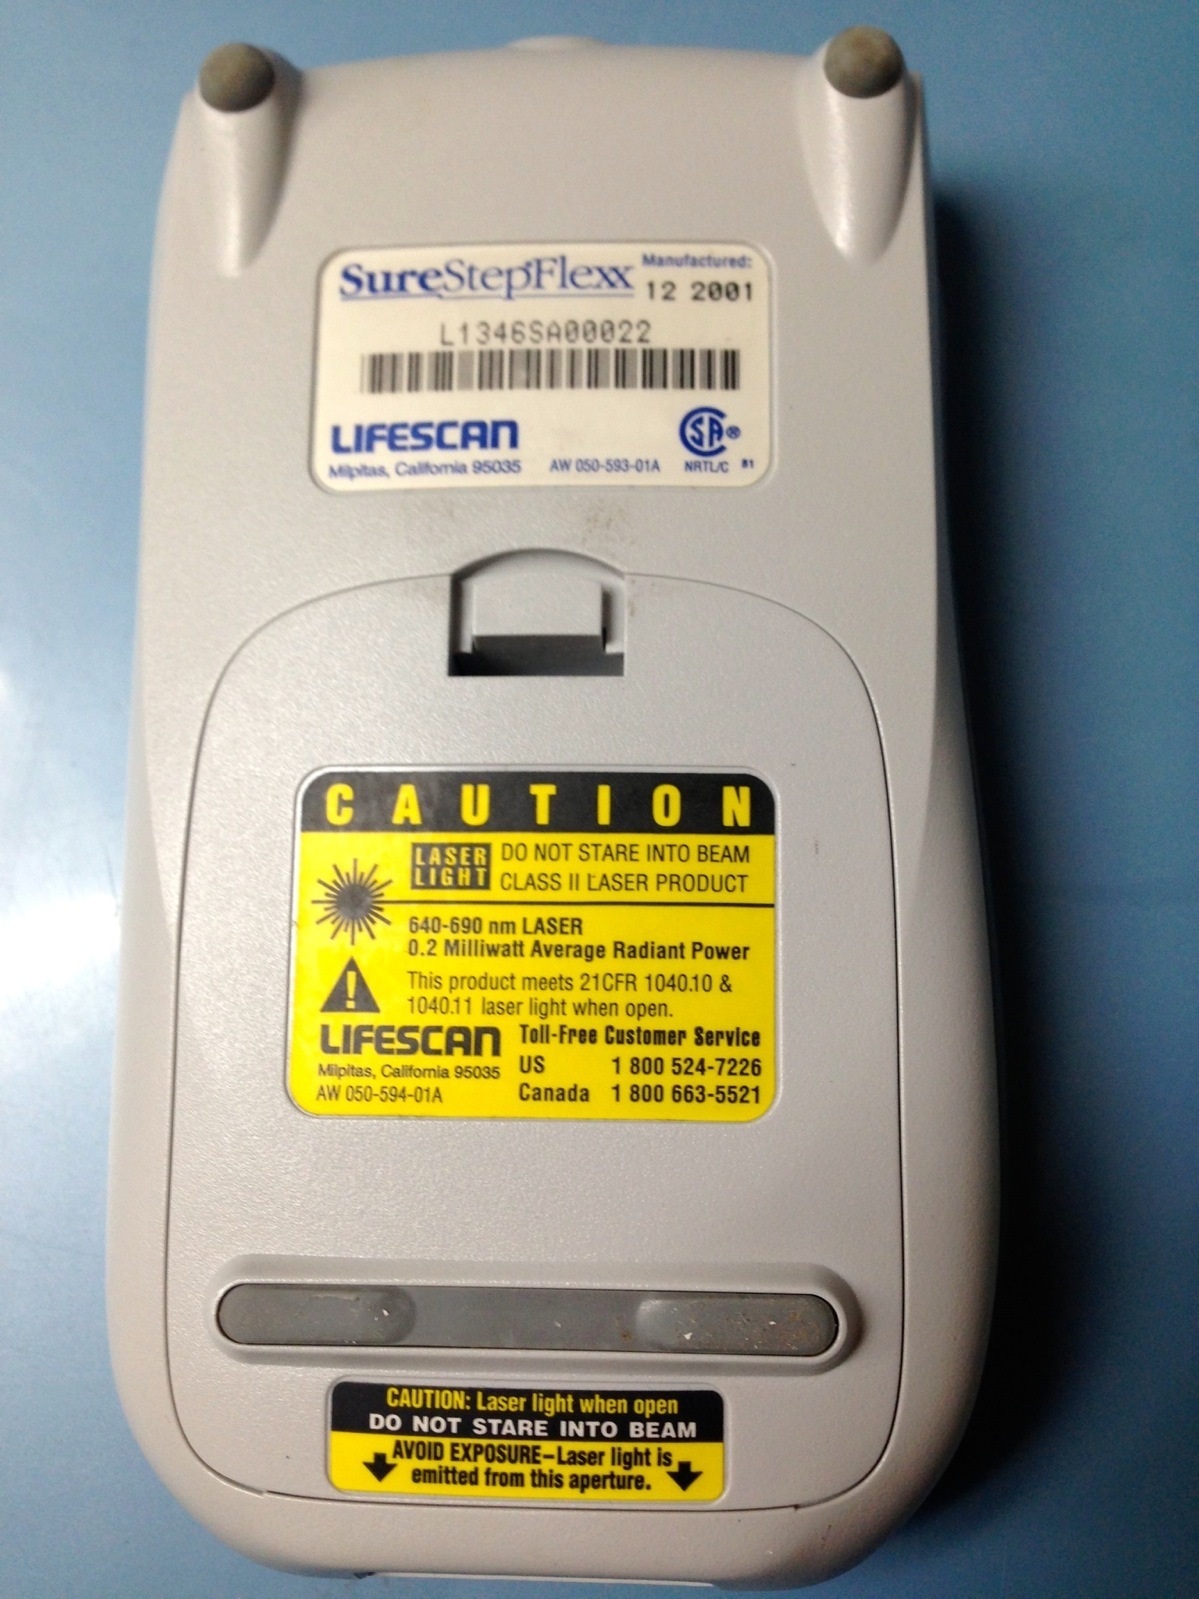 SureStepFlexx Manufactured:
12 2001
L1346SA00022
LIFESCAN
Milpitas, California 95035 AW 050-593-01A NRTL/C B1
SA®
CAUTION
LASER LIGHT DO NOT STARE INTO BEAM
CLASS II LASER PRODUCT
640-690 nm LASER
0.2 Milliwatt Average Radiant Power
This product meets 21CFR 1040.10 &
1040.11 laser light when open.
LIFESCAN Toll-Free Customer Service
Milpitas, California 95035 US 1 800 524-7226
AW 050-594-01A Canada 1 800 663-5521
CAUTION: Laser light when open
DO NOT STARE INTO BEAM
AVOID EXPOSURE–Laser light is
emitted from this aperture.